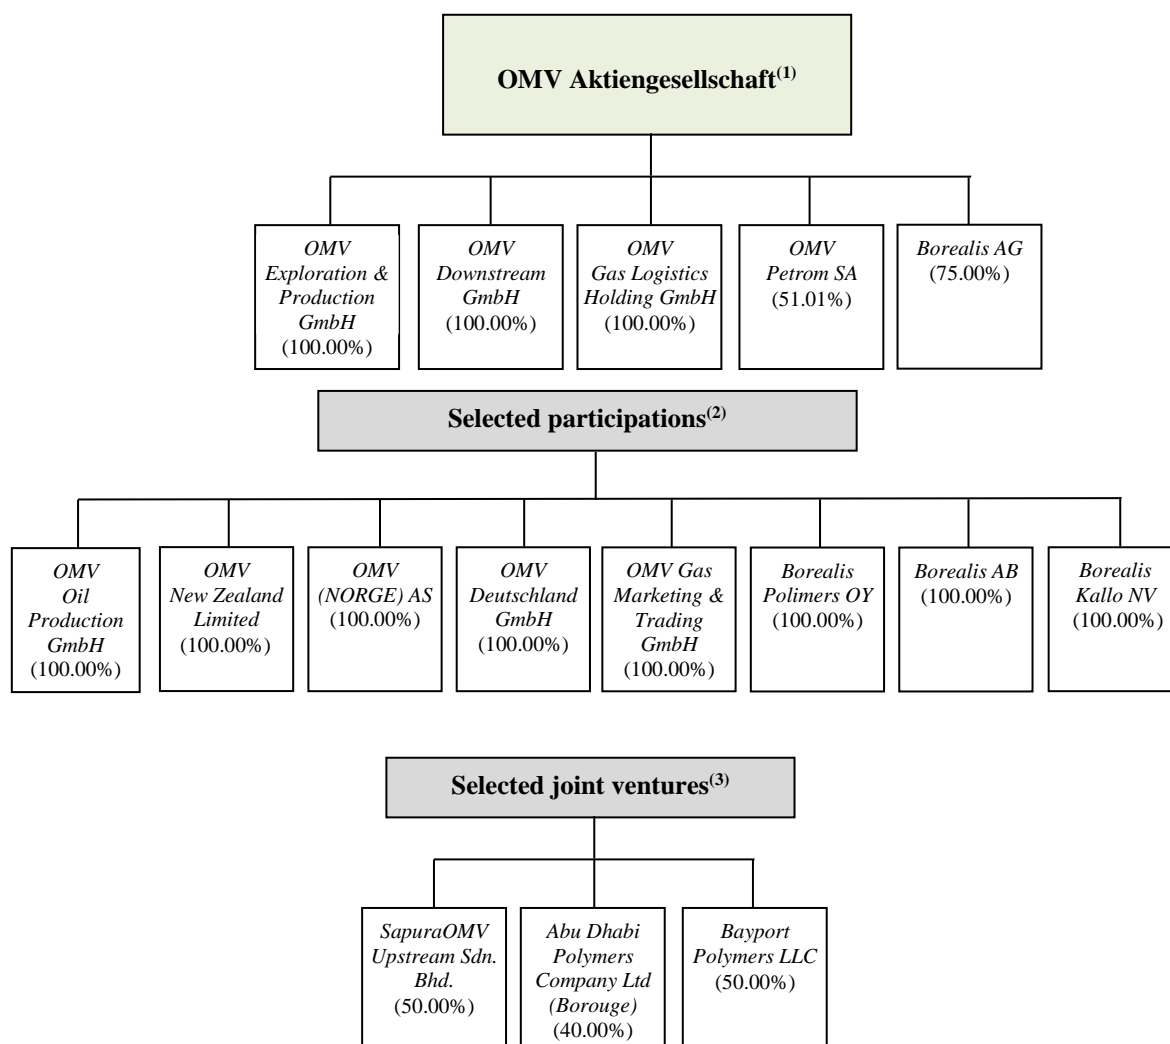 OMV Aktiengesellschaft(1)
OMV
Exploration &
Production
GmbH
(100.00%)
OMV
Downstream
GmbH
(100.00%)
OMV
Gas Logistics
Holding GmbH
(100.00%)
OMV
Petrom SA
(51.01%)
Borealis AG
(75.00%)
Selected participations(2)
OMV
Oil
Production
GmbH
(100.00%)
OMV
New Zealand
Limited
(100.00%)
OMV
(NORGE) AS
(100.00%)
OMV
Deutschland
GmbH
(100.00%)
OMV Gas
Marketing &
Trading
GmbH
(100.00%)
Borealis
Polimers OY
(100.00%)
Borealis AB
(100.00%)
Borealis
Kallo NV
(100.00%)
Selected joint ventures(3)
SapuraOMV
Upstream Sdn.
Bhd.
(50.00%)
Abu Dhabi
Polymers
Company Ltd
(Borouge)
(40.00%)
Bayport
Polymers LLC
(50.00%)